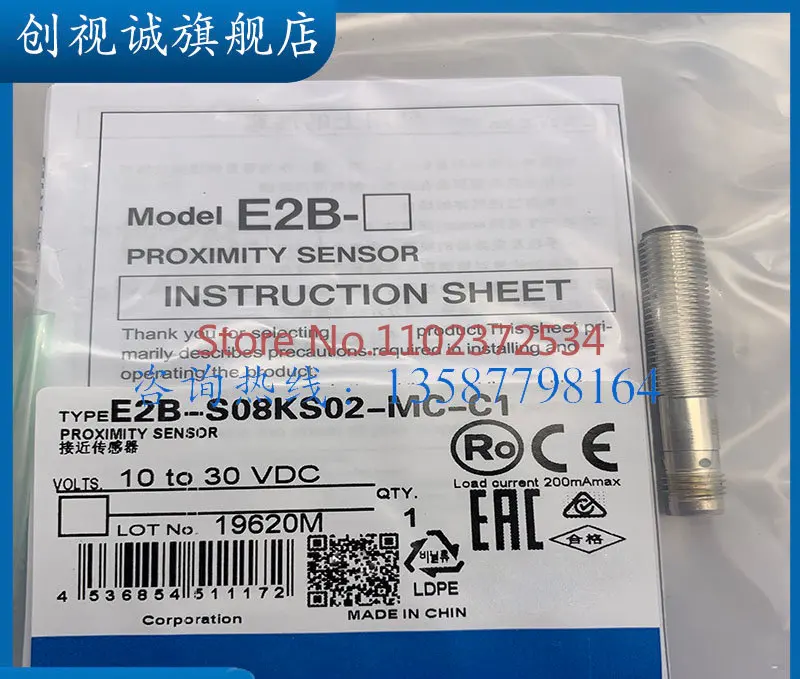 创视诚旗舰店
Model E2B-□
PROXIMITY SENSOR
INSTRUCTION SHEET
Thank you for selecting product. This sheet pri-
marily describes precautions required in installing and
operating the product.
Store No.1102372534
咨询热线：13587798164
TYPE E2B-S08KS02-MC-C1
PROXIMITY SENSOR
接近传感器
Ro CE
VOLTS. 10 to 30 VDC
Load current 200mAmax
QTY.
1
LOT No. 19620M
EAC
合格
4 536854 511172
비닐류
LDPE
Corporation
MADE IN CHINA